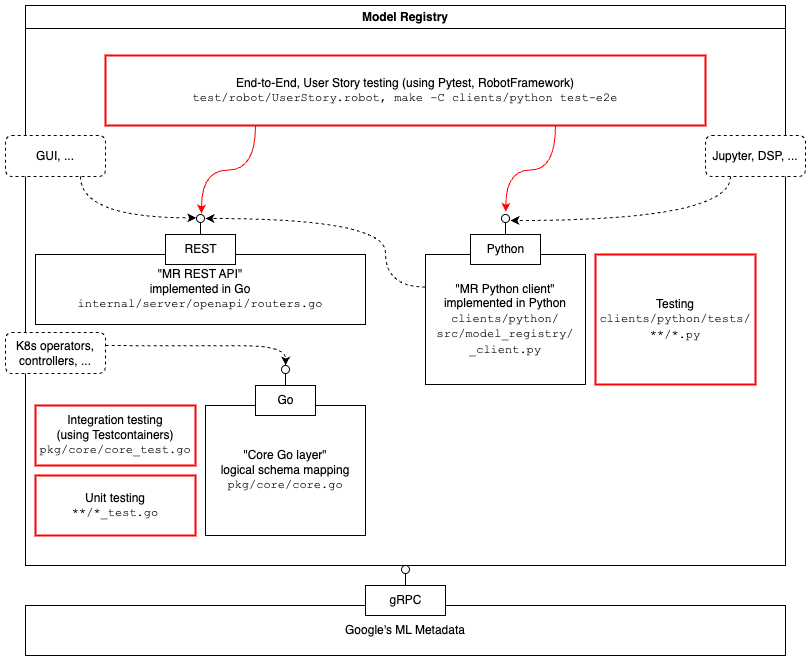 Model Registry
End-to-End, User Story testing (using Pytest, RobotFramework)
test/robot/UserStory.robot, make -C clients/python test-e2e
GUI, ...
Jupyter, DSP, ...
REST
"MR REST API"
implemented in Go
internal/server/openapi/routers.go
Python
"MR Python client"
implemented in Python
clients/python/
src/model_registry/
_client.py
Testing
clients/python/tests/
**/*.py
K8s operators,
controllers, ...
Go
"Core Go layer"
logical schema mapping
pkg/core/core.go
Integration testing
(using Testcontainers)
pkg/core/core_test.go
Unit testing
**/*_test.go
gRPC
Google's ML Metadata